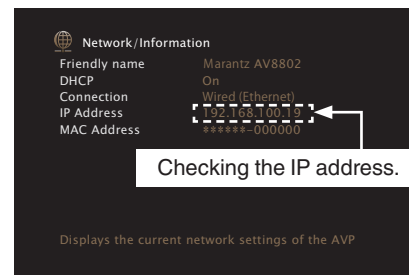 Network/Information
Friendly name Marantz AV8802
DHCP On
Connection Wired (Ethernet)
IP Address 192.168.100.19
MAC Address ******-000000
Checking the IP address.
Displays the current network settings of the AVP